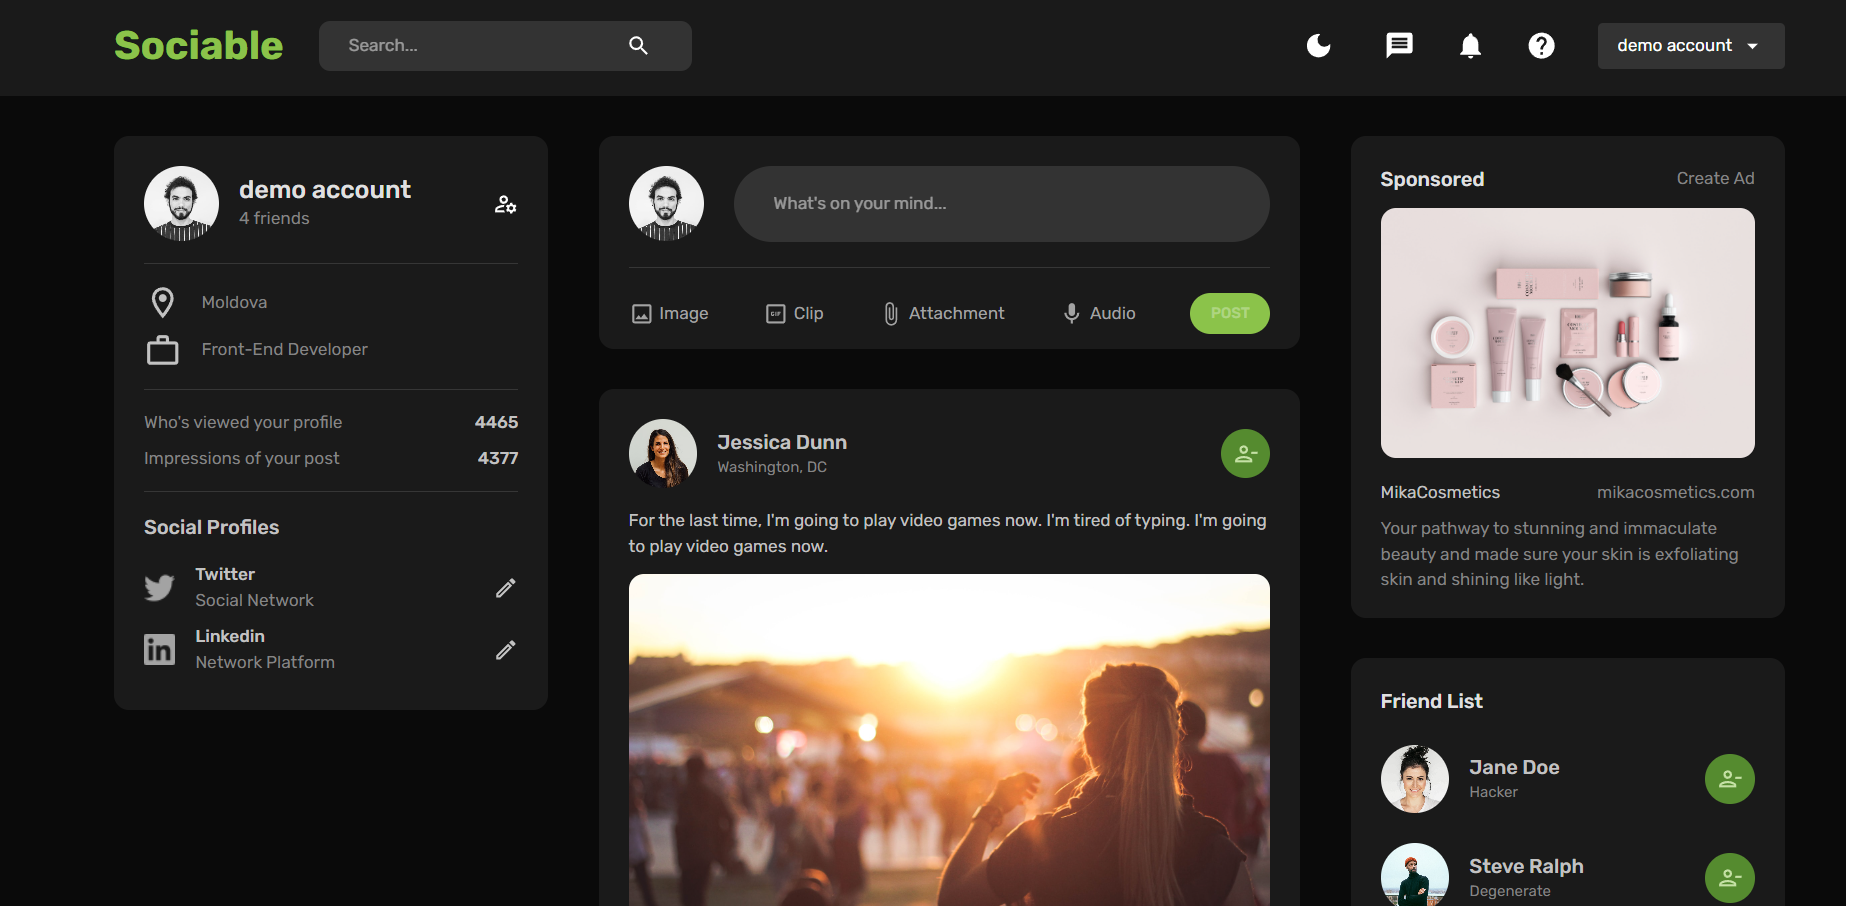 Sociable
Search...
demo account
demo account
4 friends
Moldova
Front-End Developer
Who's viewed your profile 4465
Impressions of your post 4377
Social Profiles
Twitter
Social Network
Linkedin
Network Platform
What's on your mind...
Image GIF Clip Attachment Audio POST
Jessica Dunn
Washington, DC
For the last time, I'm going to play video games now. I'm tired of typing. I'm going
to play video games now.
Sponsored Create Ad
MikaCosmetics mikacosmetics.com
Your pathway to stunning and immaculate
beauty and made sure your skin is exfoliating
skin and shining like light.
Friend List
Jane Doe
Hacker
Steve Ralph
Degenerate